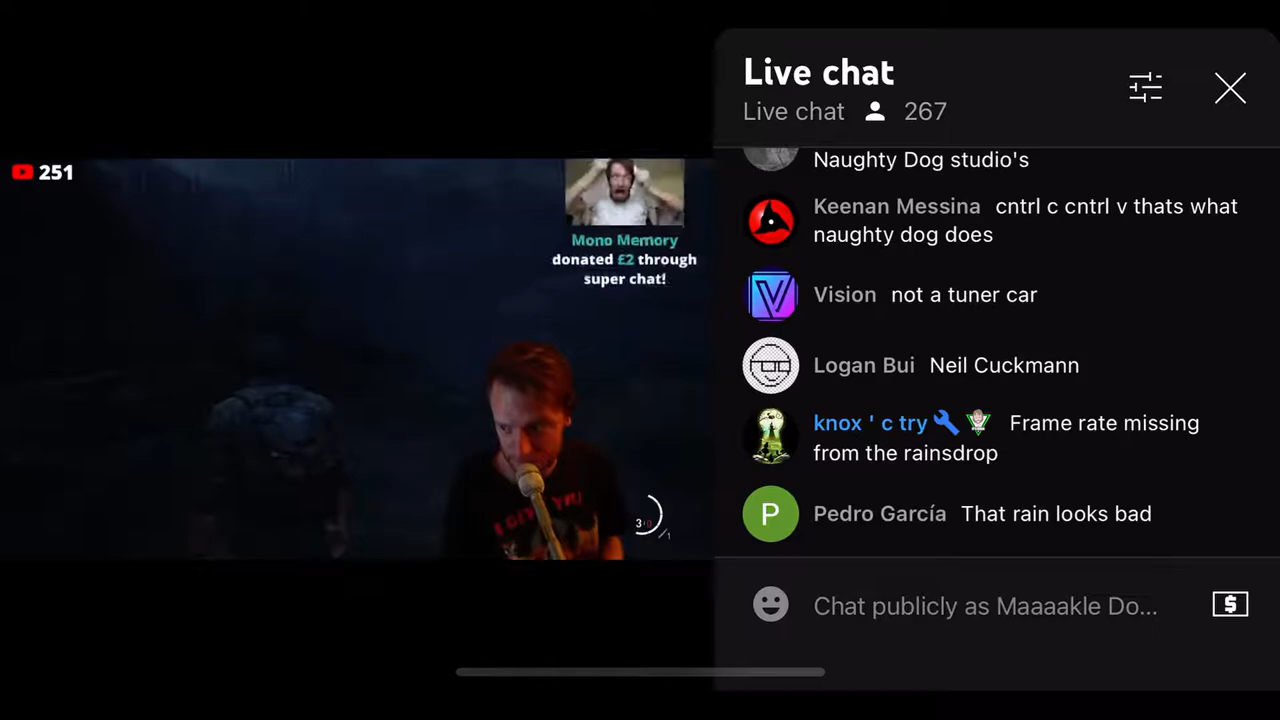 251
Mono Memory
donated £2 through
super chat!
3
Live chat
Live chat 267
Naughty Dog studio's
Keenan Messina cntrl c cntrl v thats what
naughty dog does
Vision not a tuner car
Logan Bui Neil Cuckmann
knox ' c try Frame rate missing
from the rainsdrop
P
Pedro García That rain looks bad
Chat publicly as Maaaakle Do...